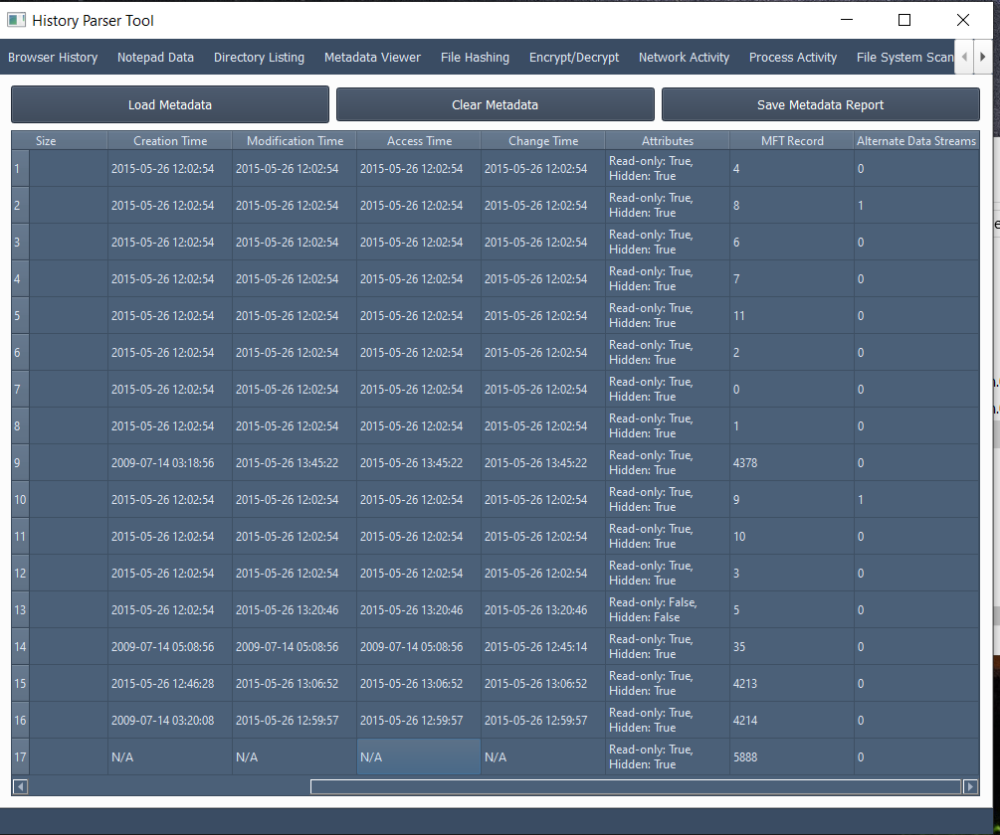 History Parser Tool
Browser History Notepad Data Directory Listing Metadata Viewer File Hashing Encrypt/Decrypt Network Activity Process Activity File System Scan
Load Metadata Clear Metadata Save Metadata Report
Size Creation Time Modification Time Access Time Change Time Attributes MFT Record Alternate Data Streams
1 2015-05-26 12:02:54 2015-05-26 12:02:54 2015-05-26 12:02:54 2015-05-26 12:02:54 Read-only: True, 4 0
Hidden: True
2 2015-05-26 12:02:54 2015-05-26 12:02:54 2015-05-26 12:02:54 2015-05-26 12:02:54 Read-only: True, 8 1
Hidden: True
3 2015-05-26 12:02:54 2015-05-26 12:02:54 2015-05-26 12:02:54 2015-05-26 12:02:54 Read-only: True, 6 0
Hidden: True
4 2015-05-26 12:02:54 2015-05-26 12:02:54 2015-05-26 12:02:54 2015-05-26 12:02:54 Read-only: True, 7 0
Hidden: True
5 2015-05-26 12:02:54 2015-05-26 12:02:54 2015-05-26 12:02:54 2015-05-26 12:02:54 Read-only: True, 11 0
Hidden: True
6 2015-05-26 12:02:54 2015-05-26 12:02:54 2015-05-26 12:02:54 2015-05-26 12:02:54 Read-only: True, 2 0
Hidden: True
7 2015-05-26 12:02:54 2015-05-26 12:02:54 2015-05-26 12:02:54 2015-05-26 12:02:54 Read-only: True, 0 0
Hidden: True
8 2015-05-26 12:02:54 2015-05-26 12:02:54 2015-05-26 12:02:54 2015-05-26 12:02:54 Read-only: True, 1 0
Hidden: True
9 2009-07-14 03:18:56 2015-05-26 13:45:22 2015-05-26 13:45:22 2015-05-26 13:45:22 Read-only: True, 4378 0
Hidden: True
10 2015-05-26 12:02:54 2015-05-26 12:02:54 2015-05-26 12:02:54 2015-05-26 12:02:54 Read-only: True, 9 1
Hidden: True
11 2015-05-26 12:02:54 2015-05-26 12:02:54 2015-05-26 12:02:54 2015-05-26 12:02:54 Read-only: True, 10 0
Hidden: True
12 2015-05-26 12:02:54 2015-05-26 12:02:54 2015-05-26 12:02:54 2015-05-26 12:02:54 Read-only: True, 3 0
Hidden: True
13 2015-05-26 12:02:54 2015-05-26 13:20:46 2015-05-26 13:20:46 2015-05-26 13:20:46 Read-only: False, 5 0
Hidden: False
14 2009-07-14 05:08:56 2009-07-14 05:08:56 2009-07-14 05:08:56 2015-05-26 12:45:14 Read-only: True, 35 0
Hidden: True
15 2015-05-26 12:46:28 2015-05-26 13:06:52 2015-05-26 13:06:52 2015-05-26 13:06:52 Read-only: True, 4213 0
Hidden: True
16 2009-07-14 03:20:08 2015-05-26 12:59:57 2015-05-26 12:59:57 2015-05-26 12:59:57 Read-only: True, 4214 0
Hidden: True
17 N/A N/A N/A N/A Read-only: True, 5888 0
Hidden: True